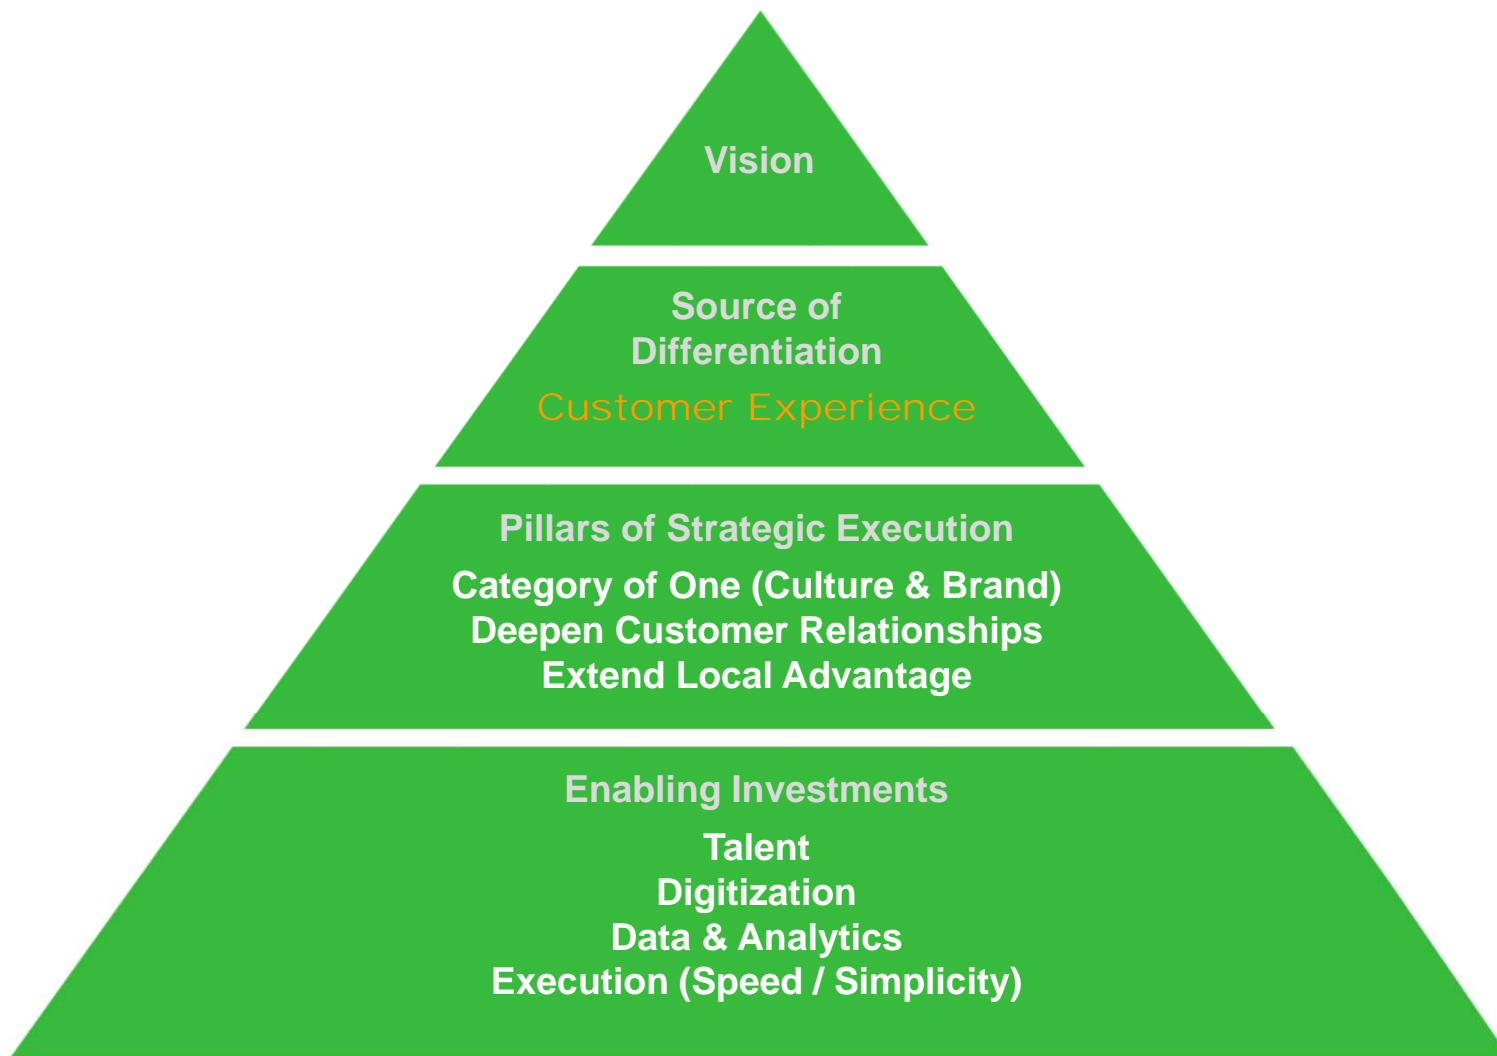 Vision
Source of
Differentiation
Customer Experience
Pillars of Strategic Execution
Category of One (Culture & Brand)
Deepen Customer Relationships
Extend Local Advantage
Enabling Investments
Talent
Digitization
Data & Analytics
Execution (Speed / Simplicity)